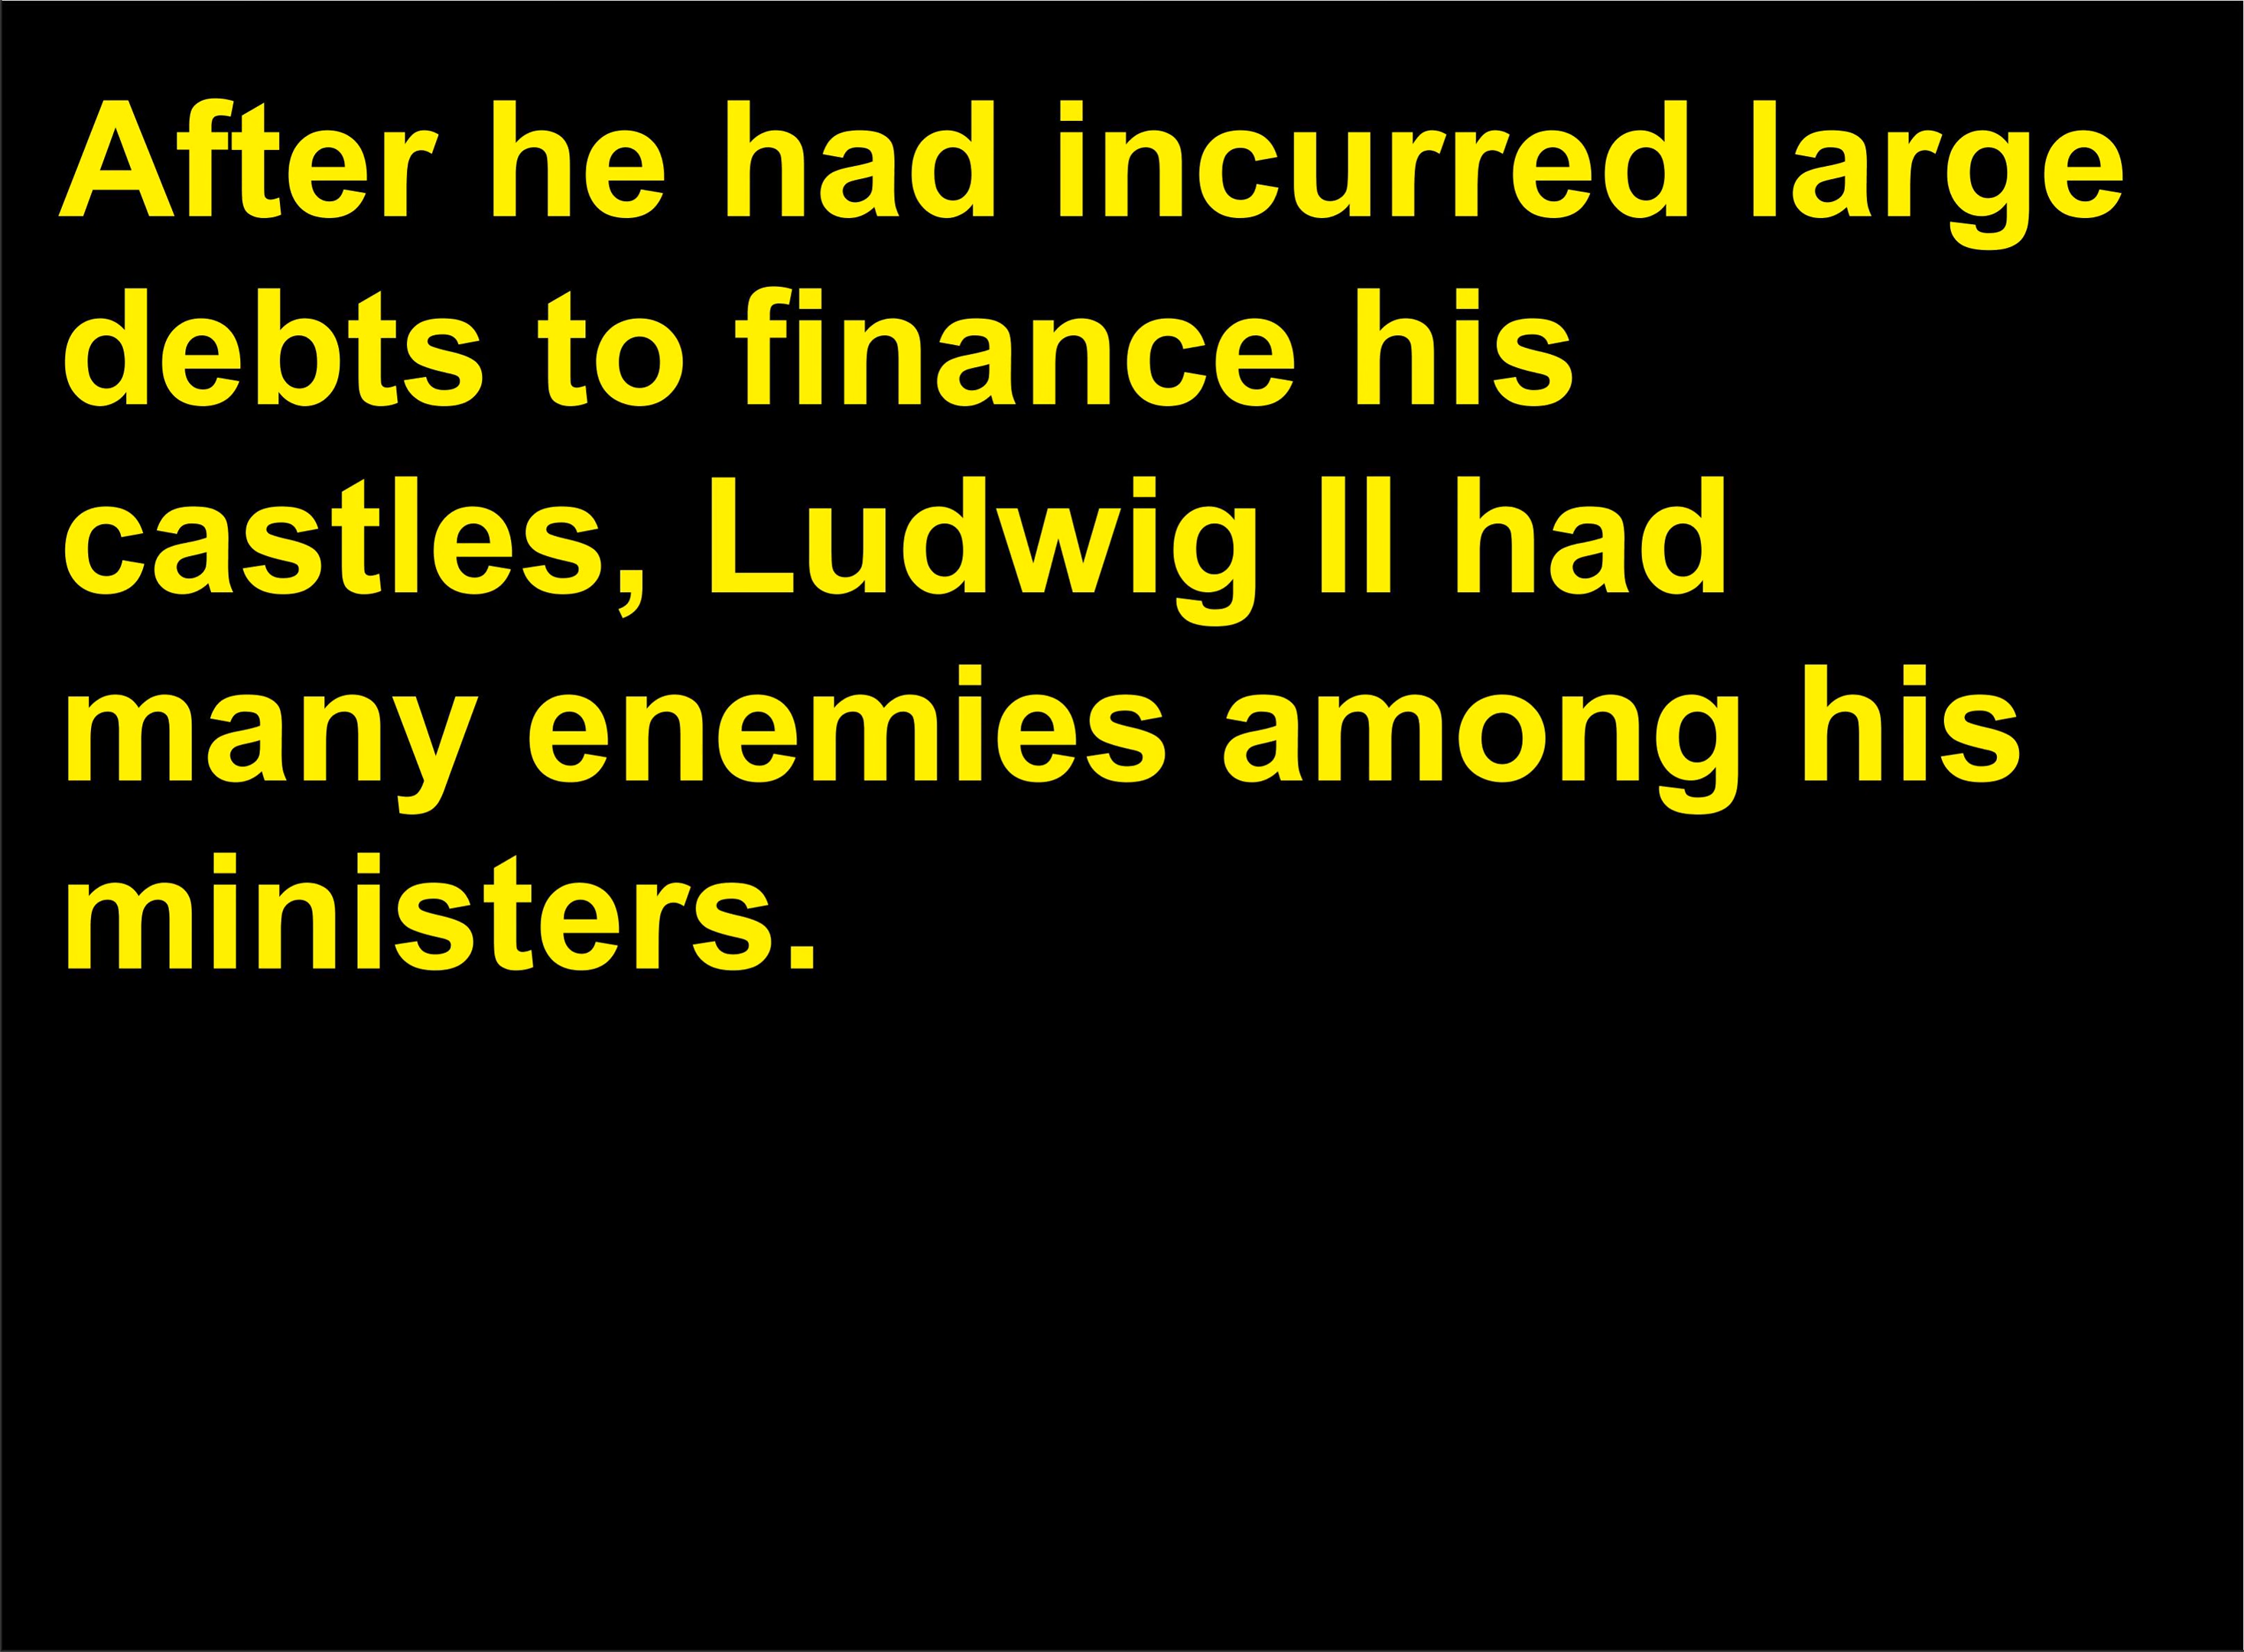 After he had incurred large
debts to finance his
castles, Ludwig II had
many enemies among his
ministers.